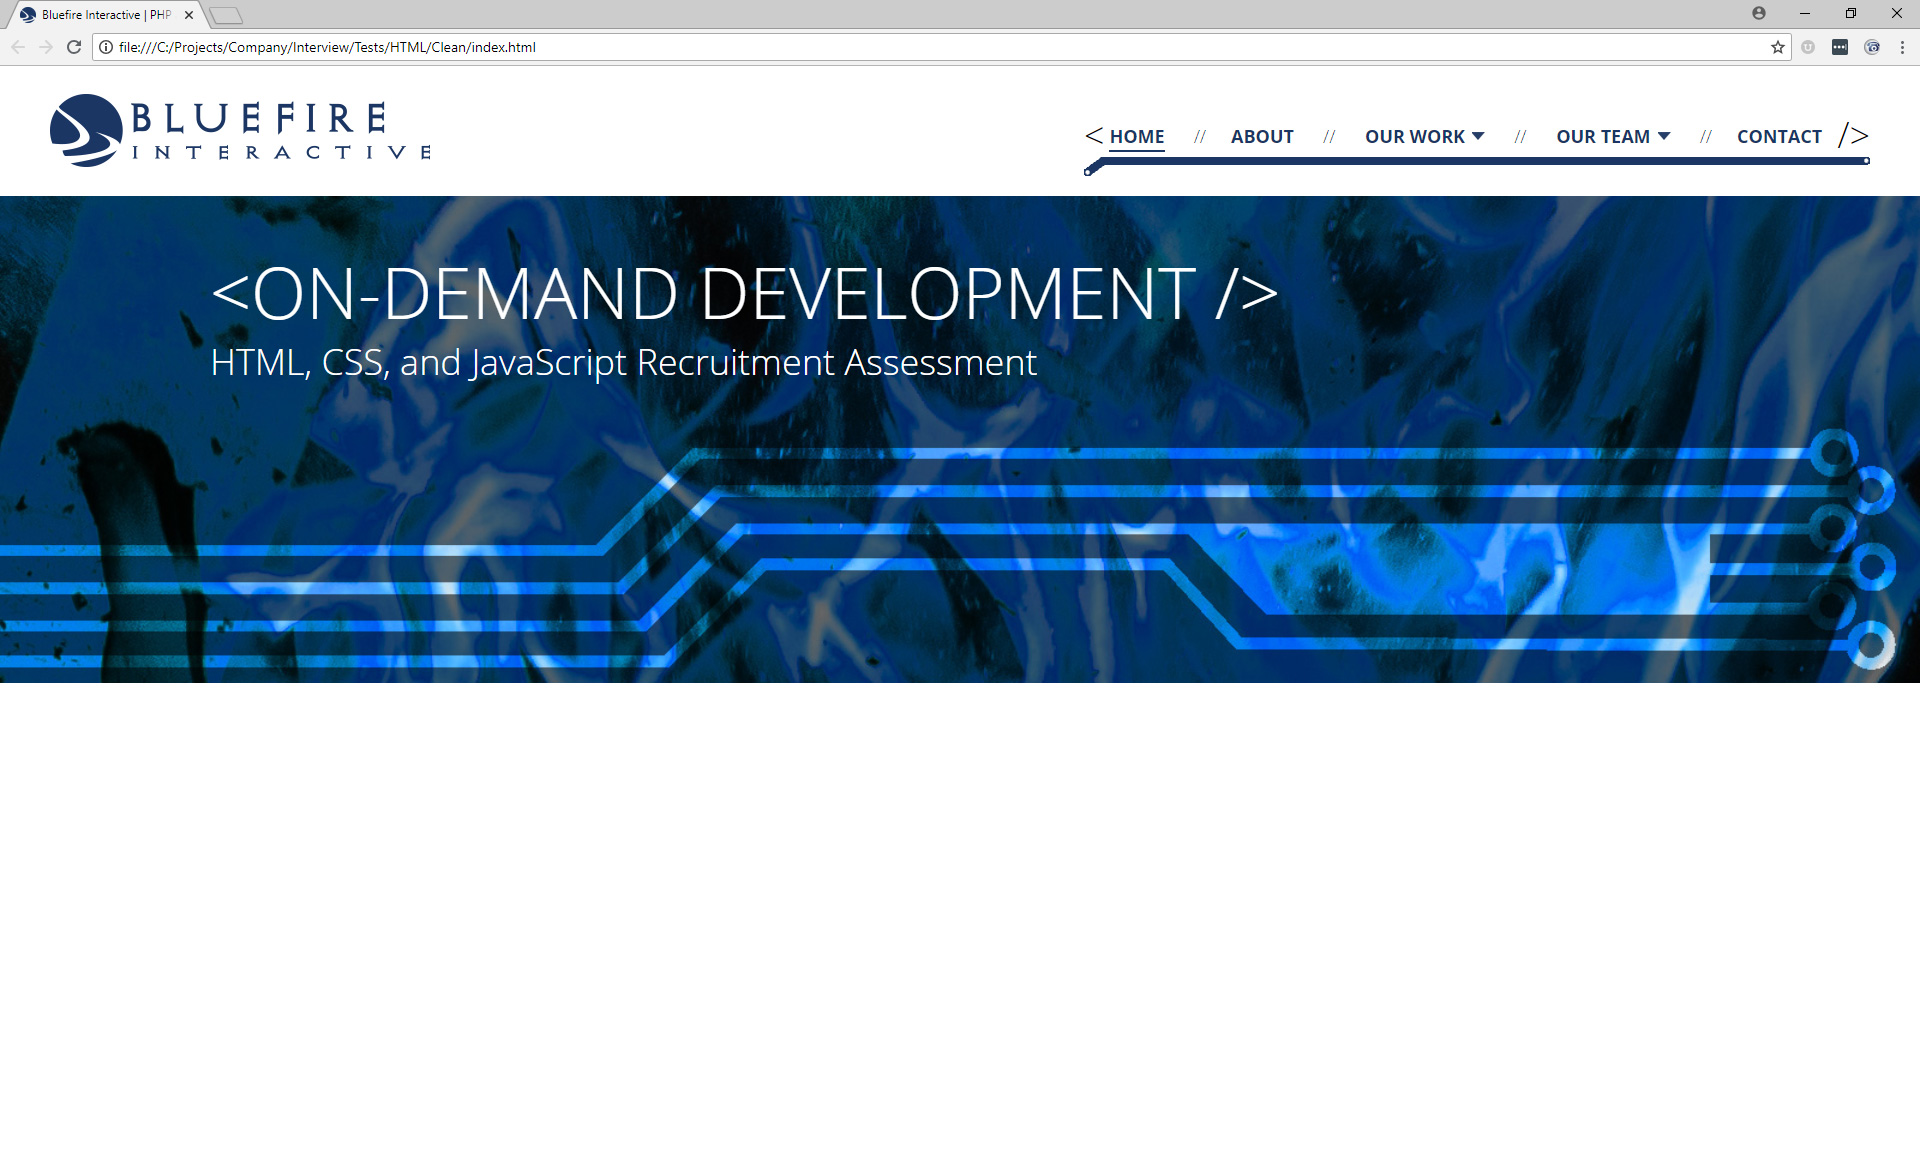 Bluefire Interactive | PHP
file:///C:/Projects/Company/Interview/Tests/HTML/Clean/index.html
BLUEFIRE
INTERACTIVE
< HOME // ABOUT // OUR WORK // OUR TEAM // CONTACT />
<ON-DEMAND DEVELOPMENT />
HTML, CSS, and JavaScript Recruitment Assessment